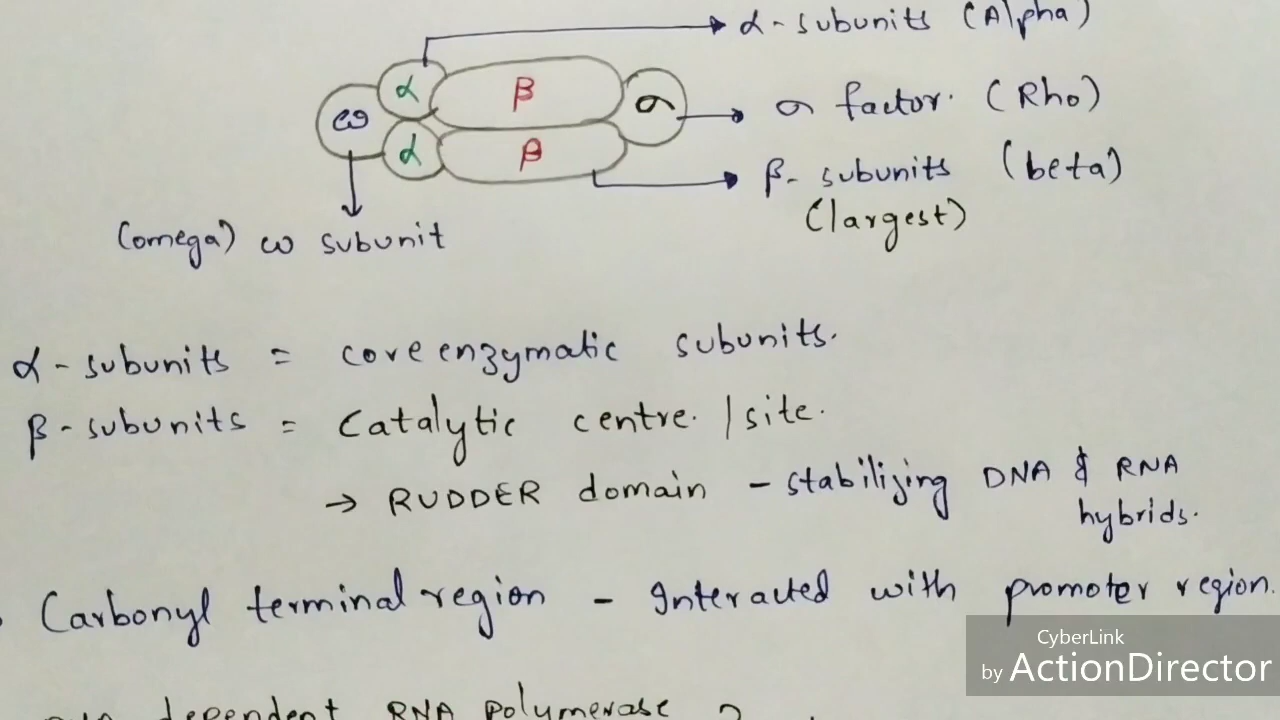 α - subunits (Alpha)
α β σ
ω
σ factor. (Rho)
α β
β - subunits (beta)
(largest)
(omega) ω subunit
α - subunits = core enzymatic subunits.
β - subunits = Catalytic centre. / site.
→ RUDDER domain - stabilizing DNA & RNA
hybrids.
Carbonyl terminal region - Interacted with promoter region.
dependent RNA polymerase
CyberLink
by ActionDirector